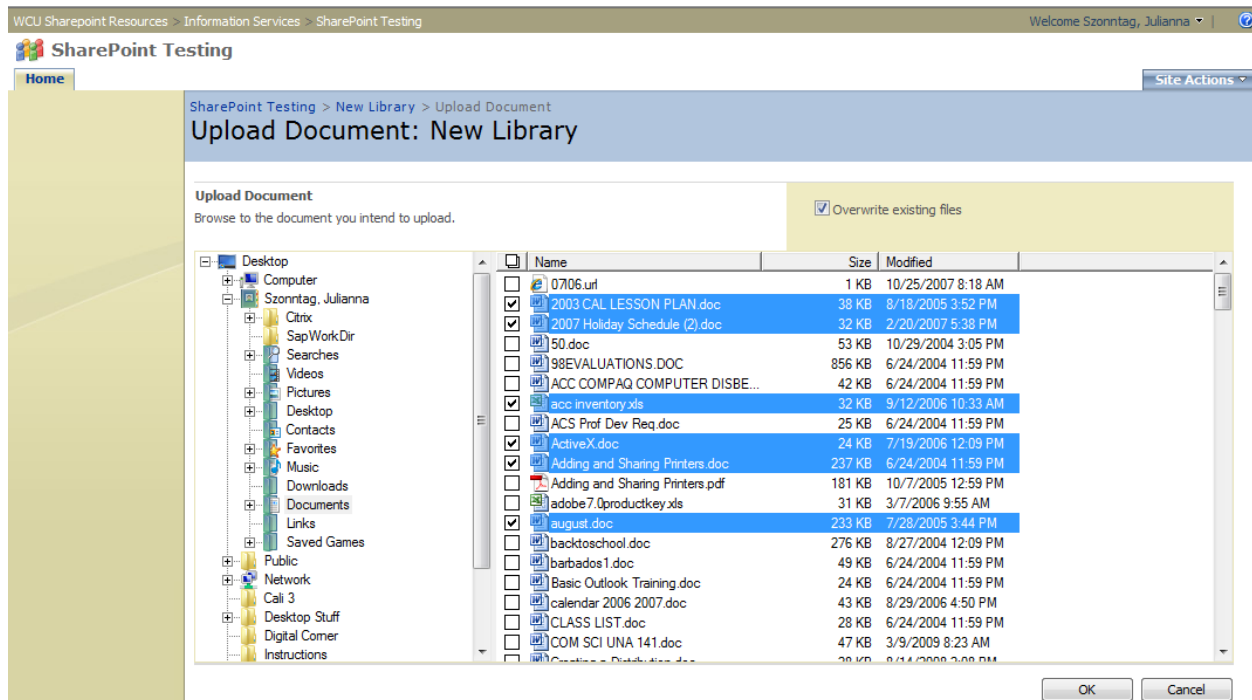 WCU Sharepoint Resources > Information Services > SharePoint Testing
Welcome Szonntag, Julianna
SharePoint Testing
Home
Site Actions
SharePoint Testing > New Library > Upload Document
Upload Document: New Library
Upload Document
Browse to the document you intend to upload.
Overwrite existing files
Desktop
Computer
Szonntag, Julianna
Citrix
SapWorkDir
Searches
Videos
Pictures
Desktop
Contacts
Favorites
Music
Downloads
Documents
Links
Saved Games
Public
Network
Cali 3
Desktop Stuff
Digital Corner
Instructions
Name Size Modified
0706.url 1 KB 10/25/2007 8:18 AM
2003 CAL LESSON PLAN.doc 38 KB 8/18/2005 3:52 PM
2007 Holiday Schedule (2).doc 32 KB 2/20/2007 5:38 PM
50.doc 53 KB 10/29/2004 3:05 PM
98EVALUATIONS.DOC 856 KB 6/24/2004 11:59 PM
ACC COMPAQ COMPUTER DISBE... 42 KB 6/24/2004 11:59 PM
acc inventory.xls 32 KB 9/12/2006 10:33 AM
ACS Prof Dev Req.doc 25 KB 6/24/2004 11:59 PM
ActiveX.doc 24 KB 7/19/2006 12:09 PM
Adding and Sharing Printers.doc 237 KB 6/24/2004 11:59 PM
Adding and Sharing Printers.pdf 181 KB 10/7/2005 12:59 PM
adobe7.0productkey.xls 31 KB 3/7/2006 9:55 AM
august.doc 233 KB 7/28/2005 3:44 PM
backtoschool.doc 276 KB 8/27/2004 12:09 PM
barbados1.doc 49 KB 6/24/2004 11:59 PM
Basic Outlook Training.doc 24 KB 6/24/2004 11:59 PM
calendar 2006 2007.doc 43 KB 8/29/2006 4:50 PM
CLASS LIST.doc 28 KB 6/24/2004 11:59 PM
COM SCI UNA 141.doc 47 KB 3/9/2009 8:23 AM
OK Cancel